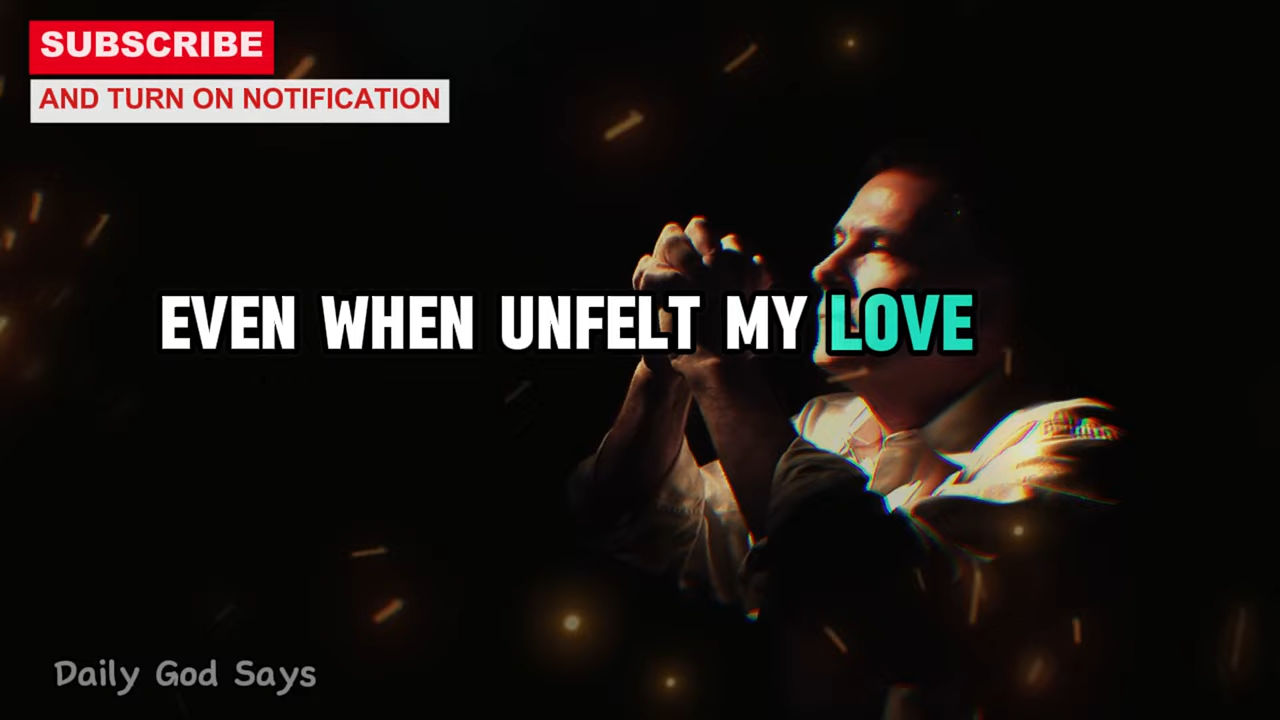 SUBSCRIBE
AND TURN ON NOTIFICATION
EVEN WHEN UNFELT MY LOVE
Daily God Says